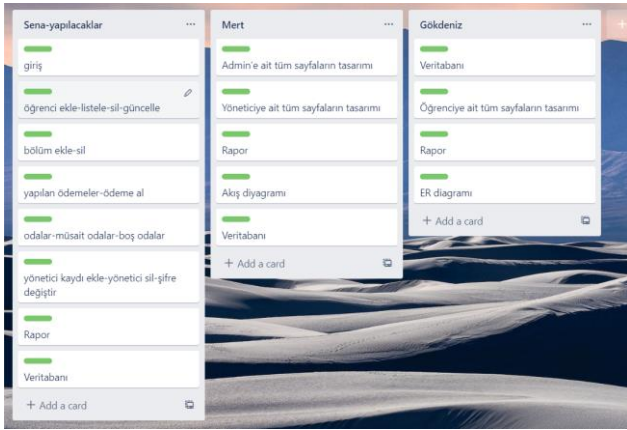 Sena-yapılacaklar
giriş
öğrenci ekle-listele-sil-güncelle
bölüm ekle-sil
yapılan ödemeler-ödeme al
odalar-müsait odalar-boş odalar
yönetici kaydı ekle-yönetici sil-şifre
değiştir
Rapor
Veritabanı
+ Add a card
Mert
Admin'e ait tüm sayfaların tasarımı
Yöneticiye ait tüm sayfaların tasarımı
Rapor
Akış diyagramı
Veritabanı
+ Add a card
Gökdeniz
Veritabanı
Öğrenciye ait tüm sayfaların tasarımı
Rapor
ER diagramı
+ Add a card